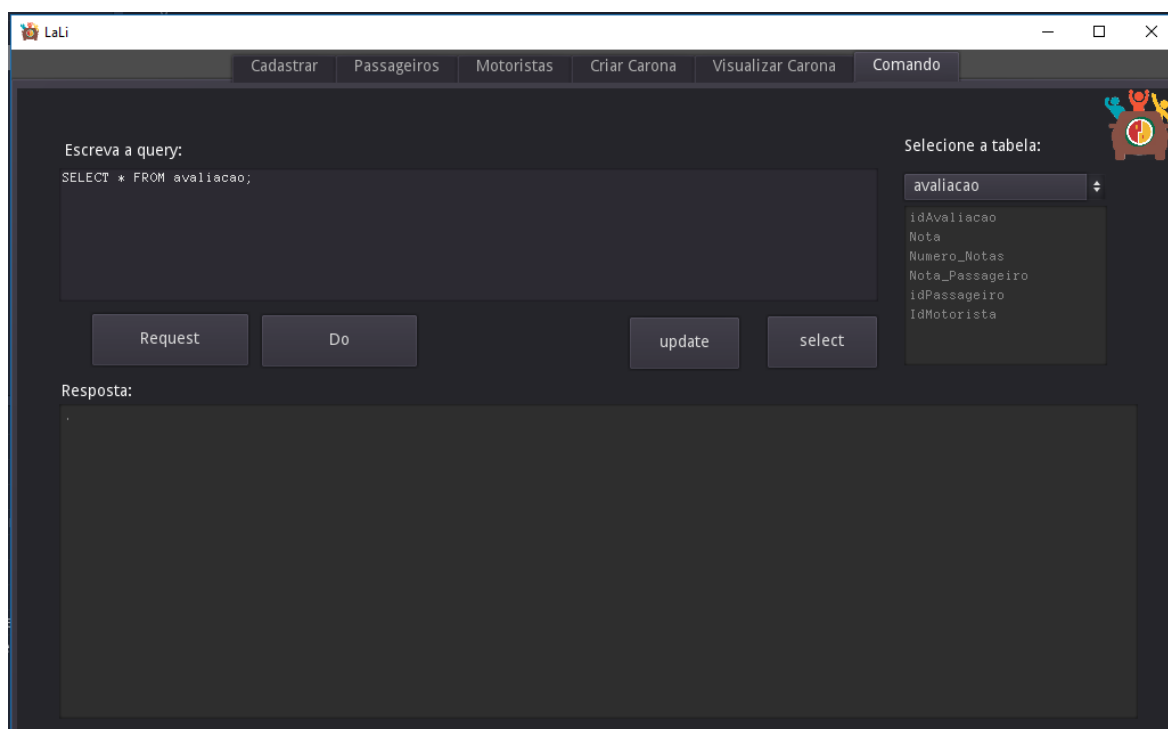 LaLi
Cadastrar Passageiros Motoristas Criar Carona Visualizar Carona Comando
Escreva a query:
SELECT * FROM avaliacao;
Selecione a tabela:
avaliacao
idAvaliacao
Nota
Numero_Notas
Nota_Passageiro
idPassageiro
IdMotorista
Request Do update select
Resposta:
.